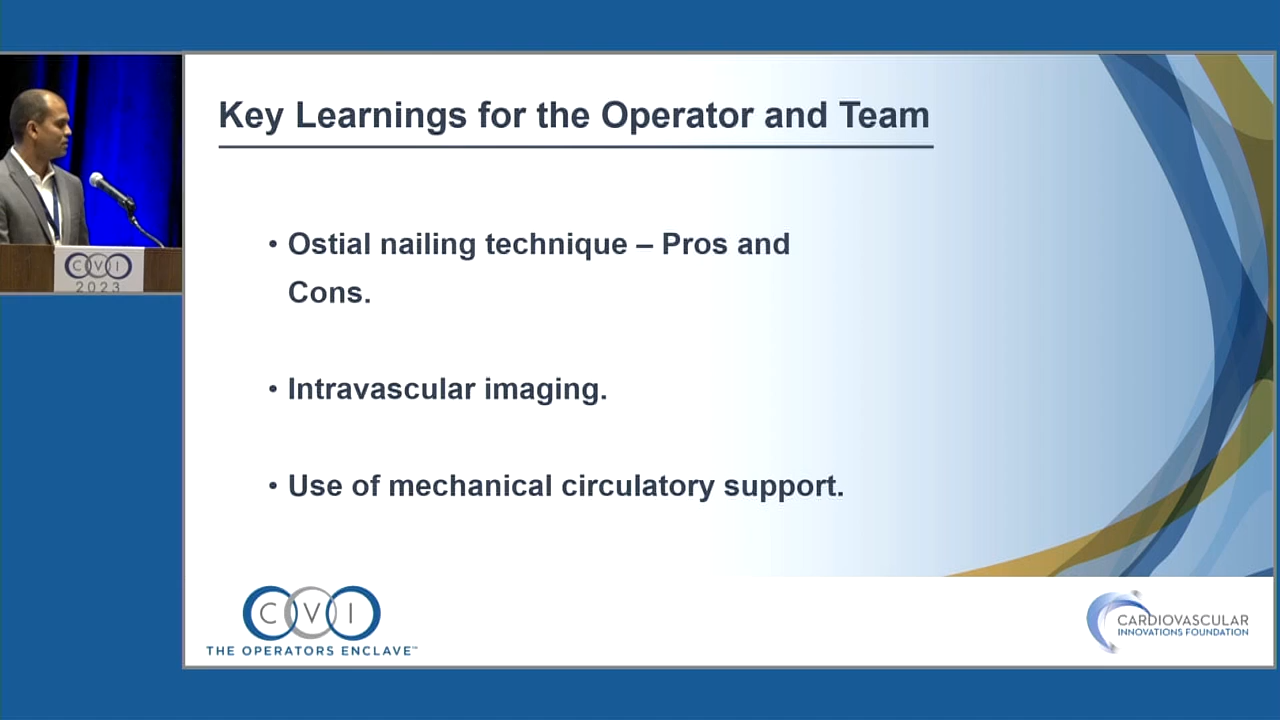 Key Learnings for the Operator and Team
• Ostial nailing technique – Pros and
Cons.
• Intravascular imaging.
• Use of mechanical circulatory support.
CVI
2023
CVI
THE OPERATORS ENCLAVE™
CARDIOVASCULAR
INNOVATIONS FOUNDATION